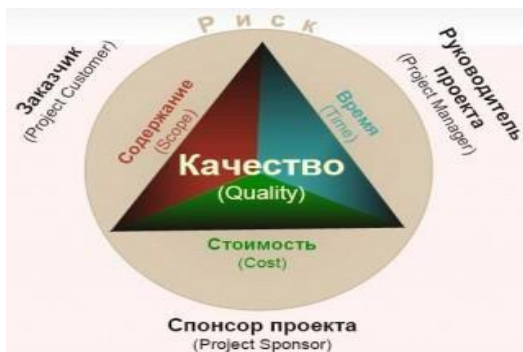 Риск
Заказчик
(Project Customer)
Руководитель
проекта
(Project Manager)
Содержание
(Scope)
Время
(Time)
Качество
(Quality)
Стоимость
(Cost)
Спонсор проекта
(Project Sponsor)